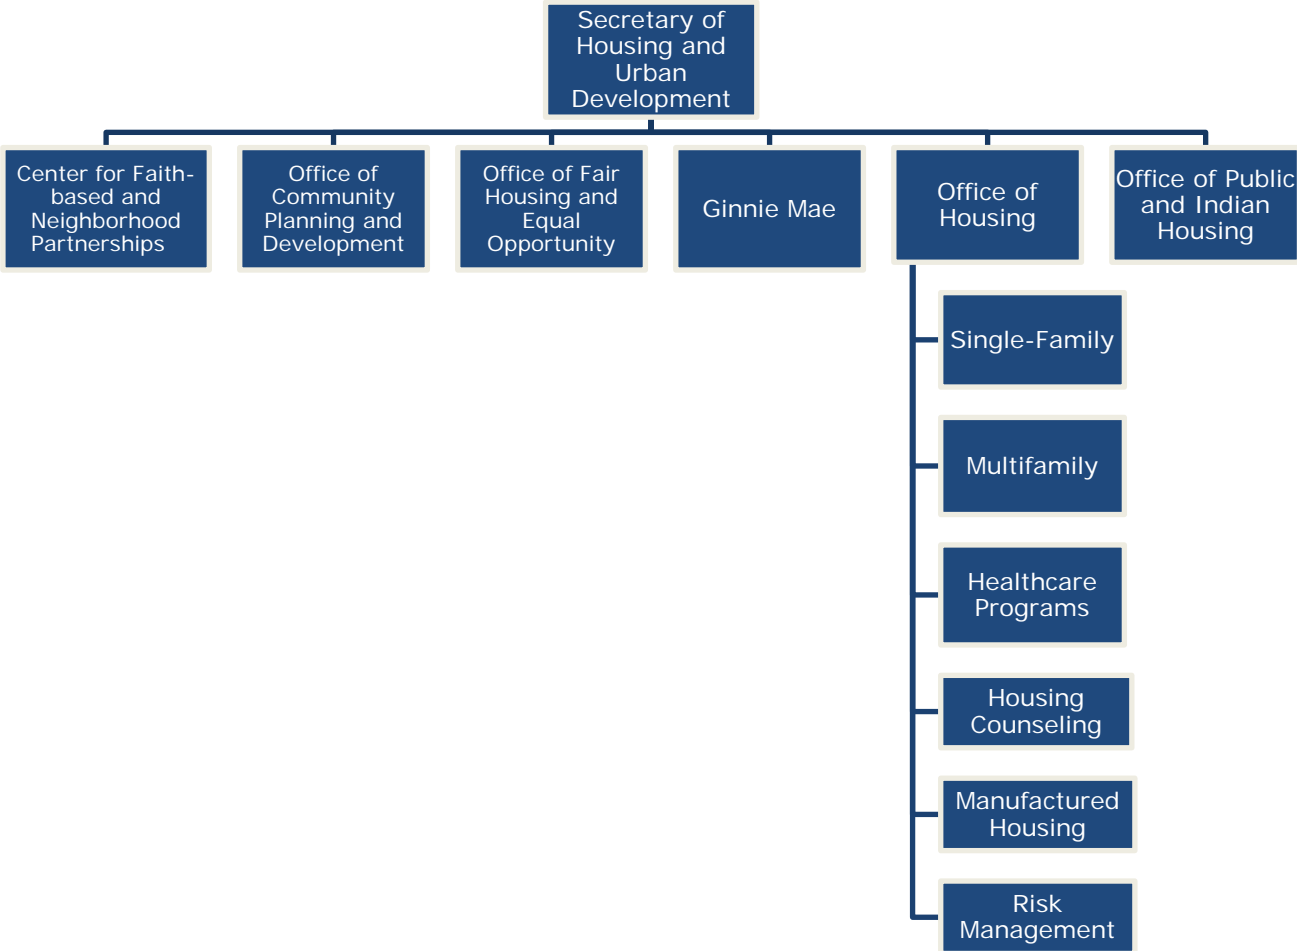 Secretary of
Housing and
Urban
Development
Center for Faith-
based and
Neighborhood
Partnerships
Office of
Community
Planning and
Development
Office of Fair
Housing and
Equal
Opportunity
Ginnie Mae
Office of
Housing
Office of Public
and Indian
Housing
Single-Family
Multifamily
Healthcare
Programs
Housing
Counseling
Manufactured
Housing
Risk
Management